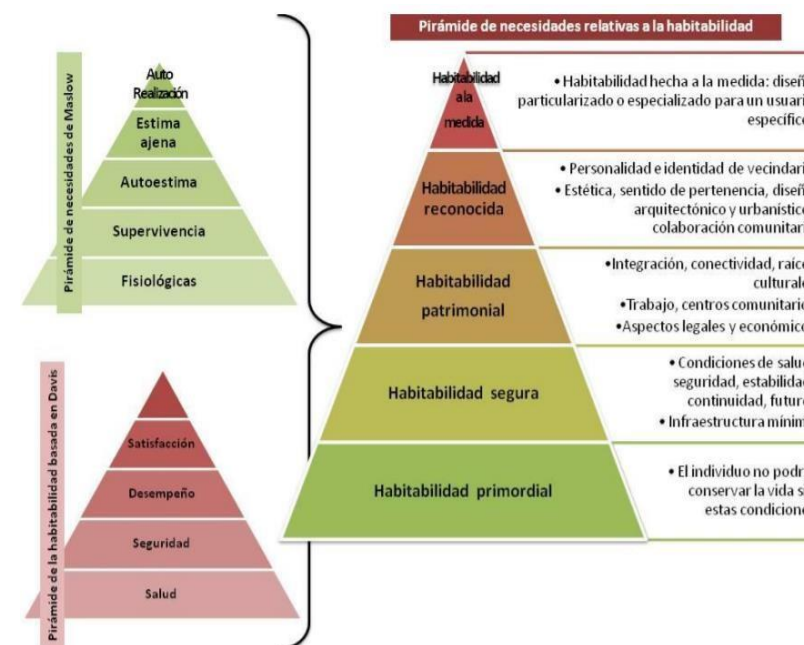 Pirámide de necesidades de Maslow
Auto
Realización
Estima
ajena
Autoestima
Supervivencia
Fisiológicas
Pirámide de la habitabilidad basada en Davis
Satisfacción
Desempeño
Seguridad
Salud
Pirámide de necesidades relativas a la habitabilidad
Habitabilidad
a la
medida
• Habitabilidad hecha a la medida: diseñ
particularizado o especializado para un usuari
específic
Habitabilidad
reconocida
• Personalidad e identidad de vecindari
• Estética, sentido de pertenencia, diseñ
arquitectónico y urbanístic
colaboración comunitari
Habitabilidad
patrimonial
•Integración, conectividad, raíce
cultural
•Trabajo, centros comunitario
•Aspectos legales y económic
Habitabilidad segura
• Condiciones de salu
seguridad, estabilida
continuidad, futur
• Infraestructura mínim
Habitabilidad primordial
• El individuo no podr
conservar la vida s
estas condicion